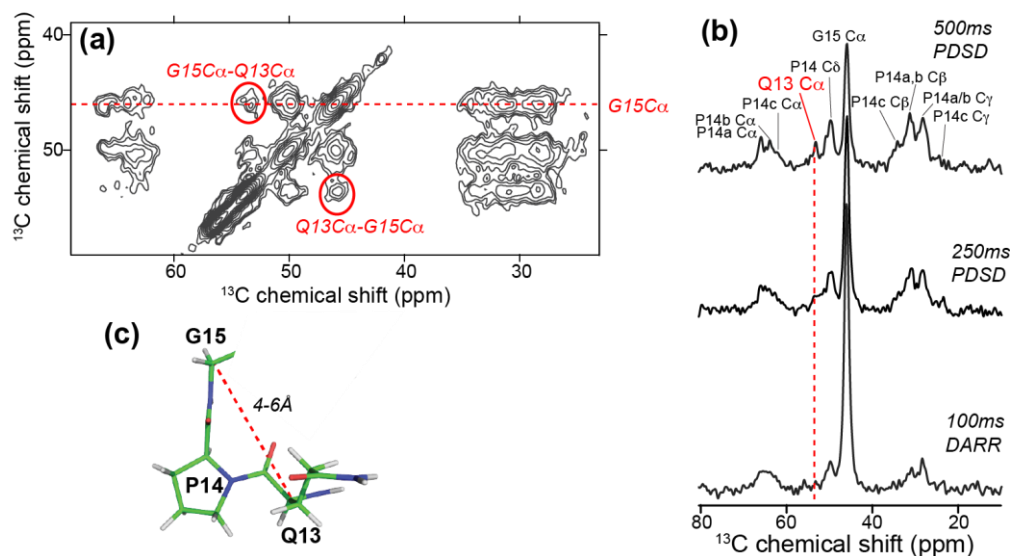 (a)
40
50
G15Cα-Q13Cα
G15Cα
Q13Cα-G15Cα
¹³C chemical shift (ppm)
60
50
40
30
¹³C chemical shift (ppm)
(b)
500ms
PDSD
G15 Cα
P14 Cδ
Q13 Cα
P14c Cα
P14b Cα
P14a Cα
P14a,b Cβ
P14c Cβ
P14a/b Cγ
P14c Cγ
250ms
PDSD
100ms
DARR
80
60
40
20
¹³C chemical shift (ppm)
(c)
G15
4-6Å
P14
Q13